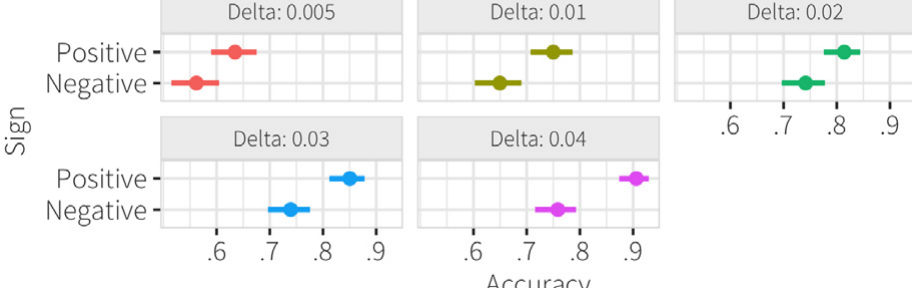 Delta: 0.005
Delta: 0.01
Delta: 0.02
Positive
Negative
.6 .7 .8 .9
Sign
Delta: 0.03
Delta: 0.04
Positive
Negative
.6 .7 .8 .9
.6 .7 .8 .9
Accuracy